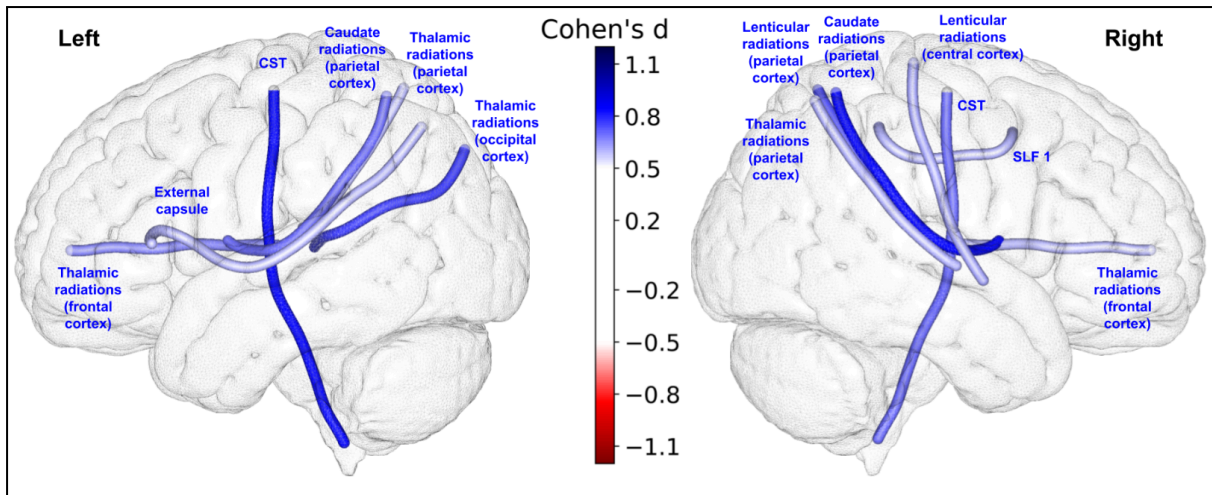 Left
CST
Caudate
radiations
(parietal
cortex)
Thalamic
radiations
(parietal
cortex)
Thalamic
radiations
(occipital
cortex)
External
capsule
Thalamic
radiations
(frontal
cortex)
Cohen's d
1.1
0.8
0.5
0.2
−0.2
−0.5
−0.8
−1.1
Right
Lenticular
radiations
(parietal
cortex)
Caudate
radiations
(parietal
cortex)
Lenticular
radiations
(central cortex)
CST
SLF 1
Thalamic
radiations
(parietal
cortex)
Thalamic
radiations
(frontal
cortex)